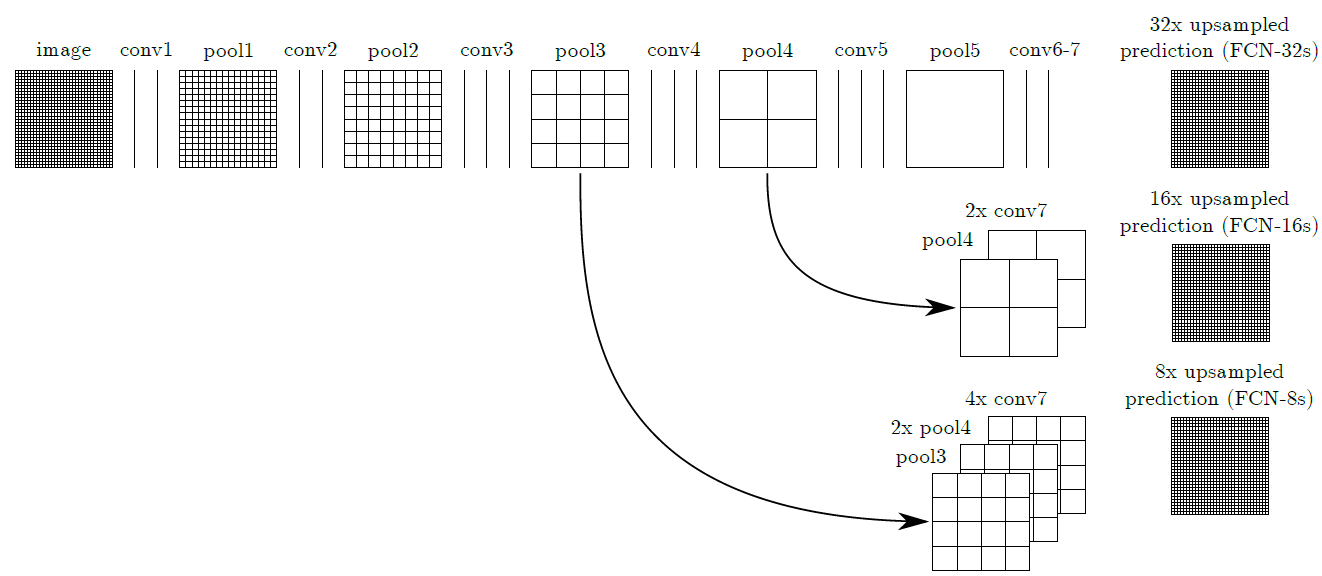 image conv1 pool1 conv2 pool2 conv3 pool3 conv4 pool4 conv5 pool5 conv6-7
32x upsampled
prediction (FCN-32s)
16x upsampled
prediction (FCN-16s)
2x conv7
pool4
8x upsampled
prediction (FCN-8s)
4x conv7
2x pool4
pool3